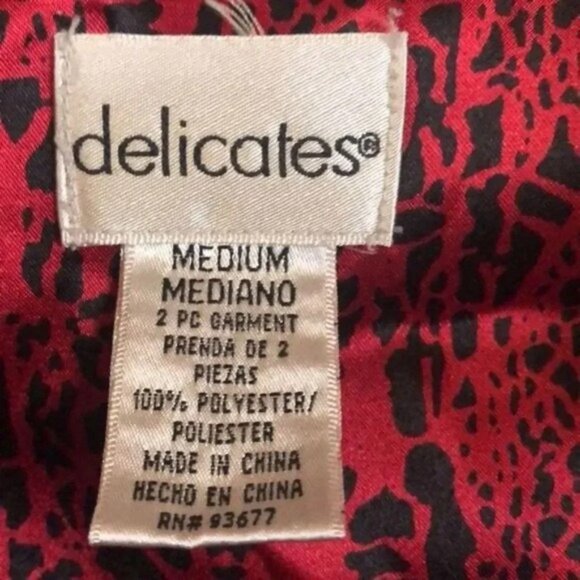 delicates®
MEDIUM
MEDIANO
2 PC GARMENT
PRENDA DE 2
PIEZAS
100% POLYESTER/
POLIESTER
MADE IN CHINA
HECHO EN CHINA
RN# 93677